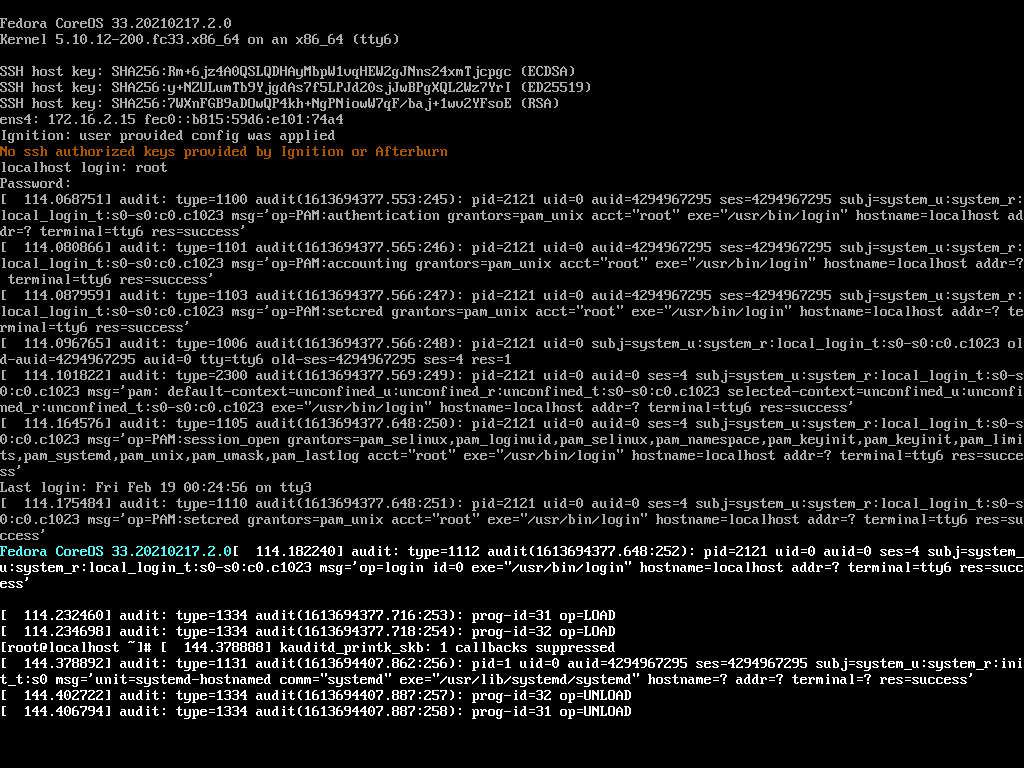 Fedora CoreOS 33.20210217.2.0
Kernel 5.10.12-200.fc33.x86_64 on an x86_64 (tty6)
SSH host key: SHA256:Rm+6jz4A0QSLQDHAyMbpW1vqHEW2gJNns24xmTjcpgc (ECDSA)
SSH host key: SHA256:y+N2ULumTb9YjgdAs7f5LPJd20sjJwBPgXQL2Wz7YrI (ED25519)
SSH host key: SHA256:7WXnFGB9aDOwQP4kh+NgPNiowW7qF/baj+1wv2YFsoE (RSA)
ens4: 172.16.2.15 fec0::b815:59d6:e101:74a4
Ignition: user provided config was applied
No ssh authorized keys provided by Ignition or Afterburn
localhost login: root
Password:
[  114.068751] audit: type=1100 audit(1613694377.553:245): pid=2121 uid=0 auid=4294967295 ses=4294967295 subj=system_u:system_r:
local_login_t:s0-s0:c0.c1023 msg='op=PAM:authentication grantors=pam_unix acct="root" exe="/usr/bin/login" hostname=localhost ad
dr=? terminal=tty6 res=success'
[  114.080866] audit: type=1101 audit(1613694377.565:246): pid=2121 uid=0 auid=4294967295 ses=4294967295 subj=system_u:system_r:
local_login_t:s0-s0:c0.c1023 msg='op=PAM:accounting grantors=pam_unix acct="root" exe="/usr/bin/login" hostname=localhost addr=?
 terminal=tty6 res=success'
[  114.087959] audit: type=1103 audit(1613694377.566:247): pid=2121 uid=0 auid=4294967295 ses=4294967295 subj=system_u:system_r:
local_login_t:s0-s0:c0.c1023 msg='op=PAM:setcred grantors=pam_unix acct="root" exe="/usr/bin/login" hostname=localhost addr=? te
rminal=tty6 res=success'
[  114.096765] audit: type=1006 audit(1613694377.566:248): pid=2121 uid=0 subj=system_u:system_r:local_login_t:s0-s0:c0.c1023 ol
d-auid=4294967295 auid=0 tty=tty6 old-ses=4294967295 ses=4 res=1
[  114.101822] audit: type=2300 audit(1613694377.569:249): pid=2121 uid=0 auid=0 ses=4 subj=system_u:system_r:local_login_t:s0-s
0:c0.c1023 msg='pam: default-context=unconfined_u:unconfined_r:unconfined_t:s0-s0:c0.c1023 selected-context=unconfined_u:unconfi
ned_r:unconfined_t:s0-s0:c0.c1023 exe="/usr/bin/login" hostname=localhost addr=? terminal=tty6 res=success'
[  114.164576] audit: type=1105 audit(1613694377.648:250): pid=2121 uid=0 auid=0 ses=4 subj=system_u:system_r:local_login_t:s0-s
0:c0.c1023 msg='op=PAM:session_open grantors=pam_selinux,pam_loginuid,pam_selinux,pam_namespace,pam_keyinit,pam_keyinit,pam_limi
ts,pam_systemd,pam_unix,pam_umask,pam_lastlog acct="root" exe="/usr/bin/login" hostname=localhost addr=? terminal=tty6 res=succe
ss'
Last login: Fri Feb 19 00:24:56 on tty3
[  114.175484] audit: type=1110 audit(1613694377.648:251): pid=2121 uid=0 auid=0 ses=4 subj=system_u:system_r:local_login_t:s0-s
0:c0.c1023 msg='op=PAM:setcred grantors=pam_unix acct="root" exe="/usr/bin/login" hostname=localhost addr=? terminal=tty6 res=su
ccess'
Fedora CoreOS 33.20210217.2.0[  114.182240] audit: type=1112 audit(1613694377.648:252): pid=2121 uid=0 auid=0 ses=4 subj=system_
u:system_r:local_login_t:s0-s0:c0.c1023 msg='op=login id=0 exe="/usr/bin/login" hostname=localhost addr=? terminal=tty6 res=succ
ess'
[  114.232460] audit: type=1334 audit(1613694377.716:253): prog-id=31 op=LOAD
[  114.234698] audit: type=1334 audit(1613694377.718:254): prog-id=32 op=LOAD
[root@localhost ~]# [  144.378888] kauditd_printk_skb: 1 callbacks suppressed
[  144.378892] audit: type=1131 audit(1613694407.862:256): pid=1 uid=0 auid=4294967295 ses=4294967295 subj=system_u:system_r:ini
t_t:s0 msg='unit=systemd-hostnamed comm="systemd" exe="/usr/lib/systemd/systemd" hostname=? addr=? terminal=? res=success'
[  144.402722] audit: type=1334 audit(1613694407.887:257): prog-id=32 op=UNLOAD
[  144.406794] audit: type=1334 audit(1613694407.887:258): prog-id=31 op=UNLOAD